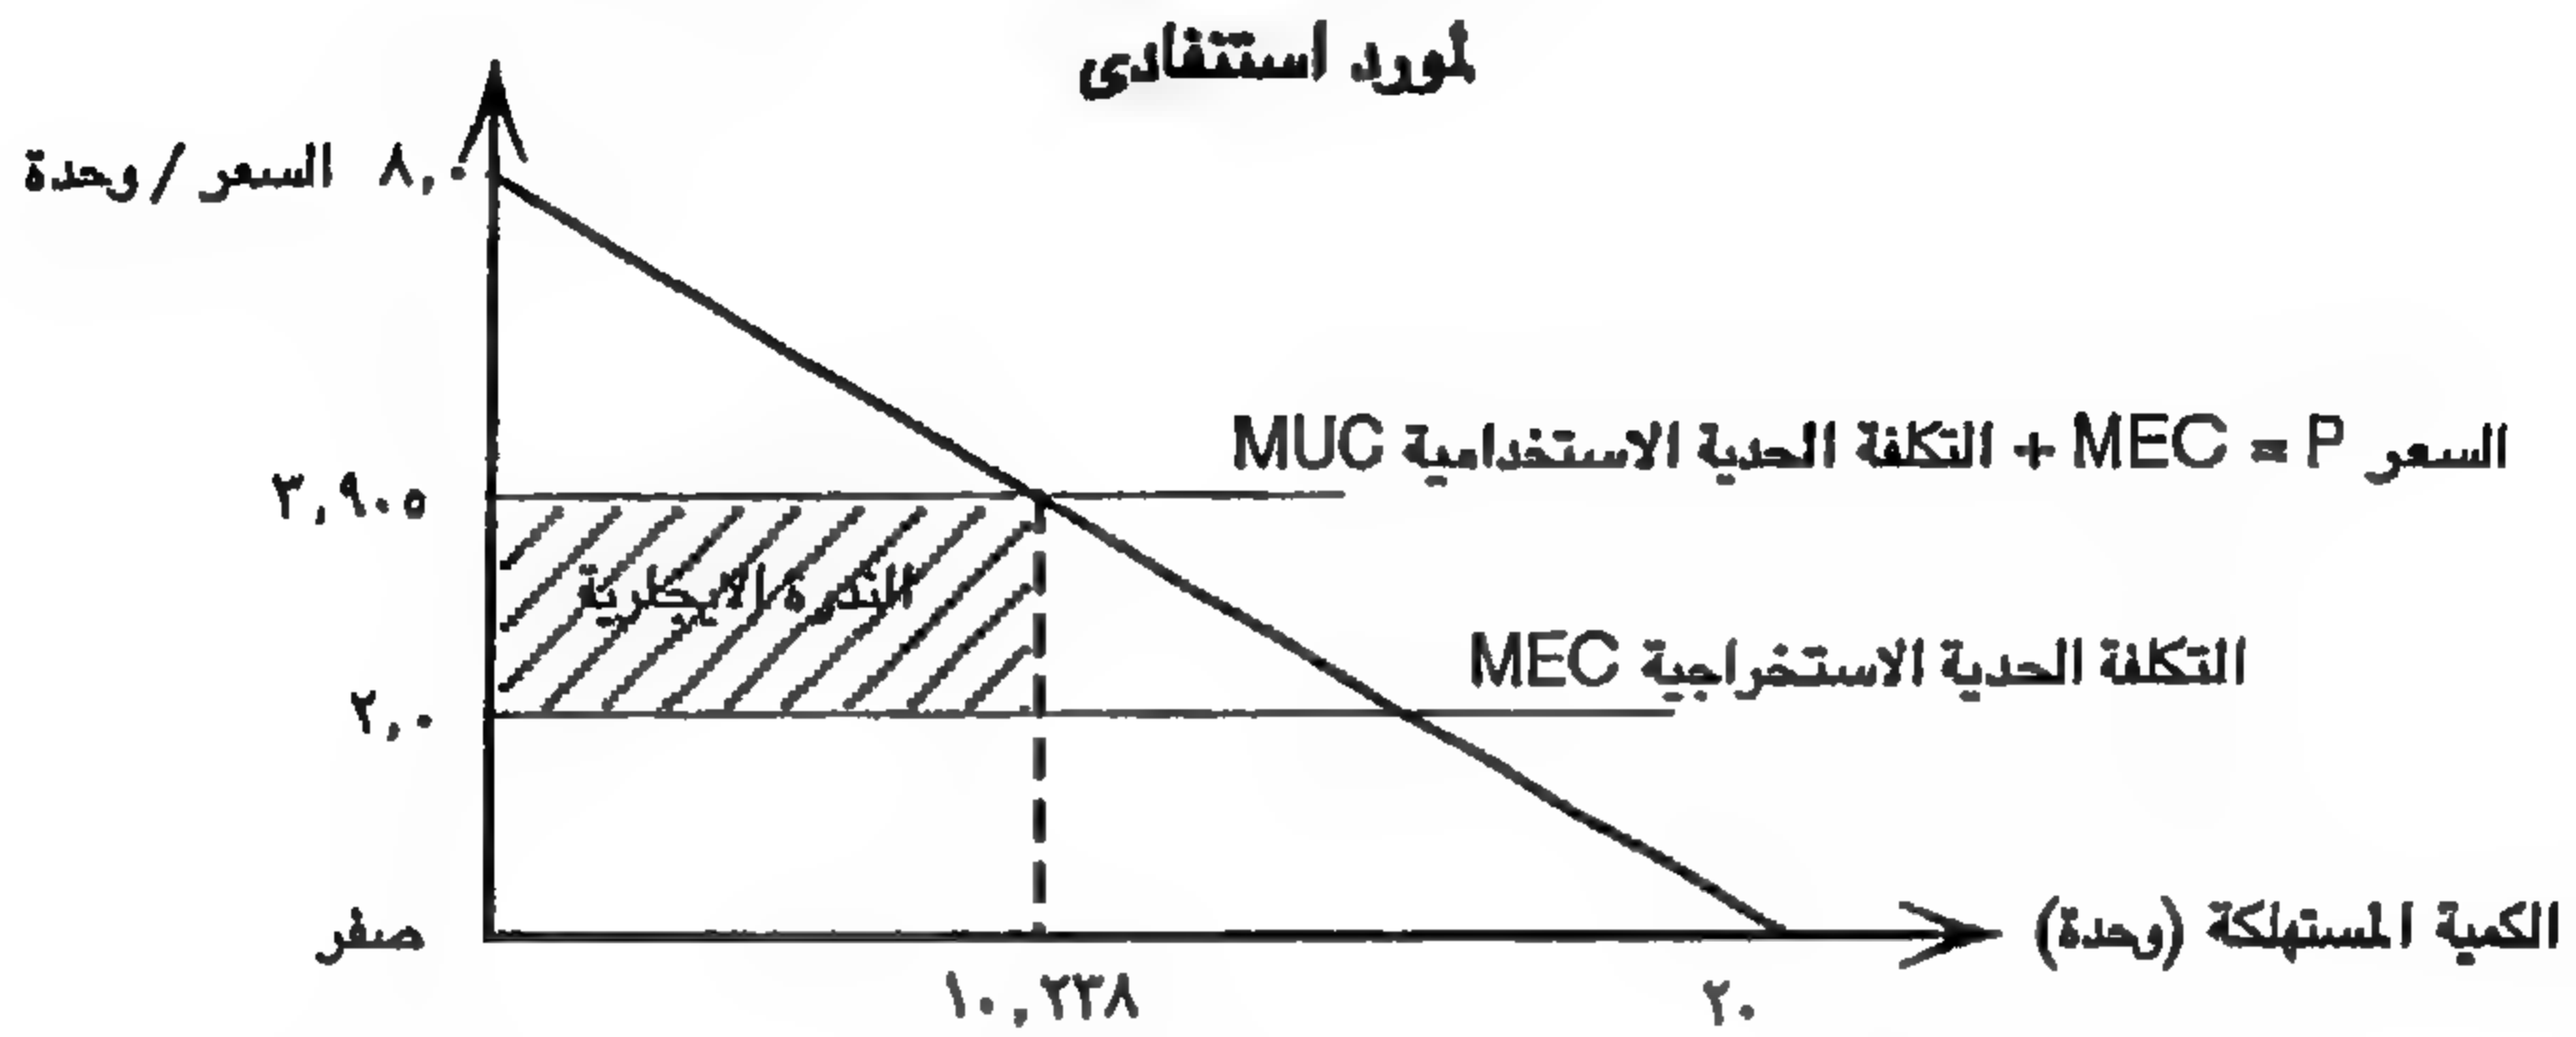 لمورد استنفادى
السعر / وحدة ٨,٠
السعر MEC = P + التكلفة الحدية الاستخدامية MUC
٣,٩٠٥
الندرة الايجارية
التكلفة الحدية الاستخراجية MEC
٢,٠
صفر
الكمية المستهلكة (وحدة)
١٠,٢٣٨
٢٠